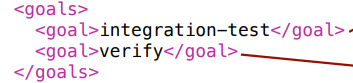 <goals>
<goal>integration-test</goal>
<goal>verify</goal>
</goals>